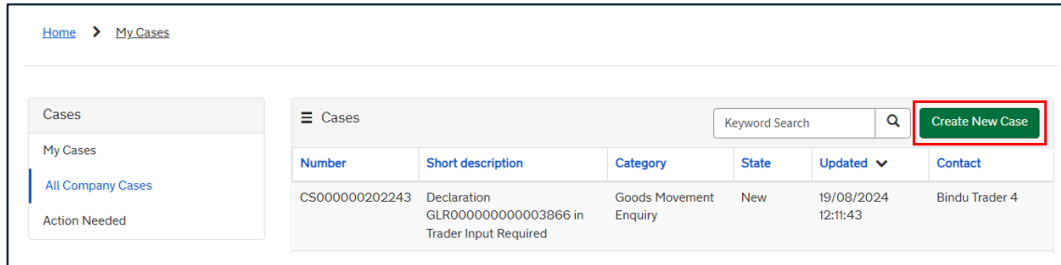 Home > My Cases
Cases
My Cases
All Company Cases
Action Needed
Cases
Keyword Search
Create New Case
Number Short description Category State Updated Contact
CS000000202243 Declaration Goods Movement New 19/08/2024 Bindu Trader 4
GLR000000000003866 in Enquiry 12:11:43
Trader Input Required